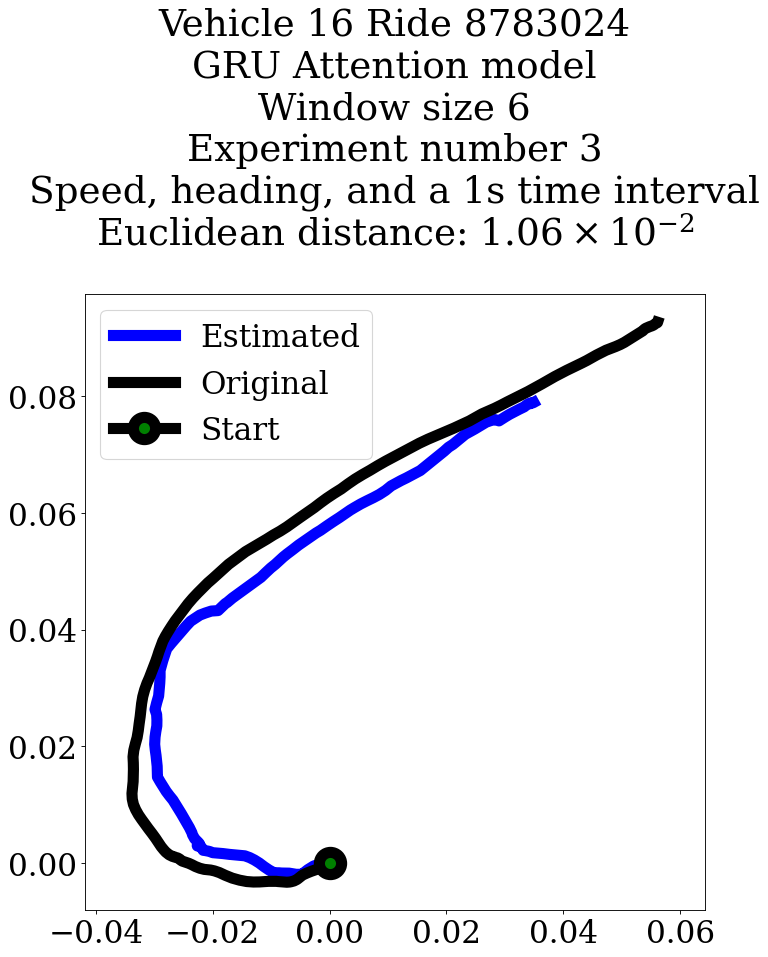 Vehicle 16 Ride 8783024
GRU Attention model
Window size 6
Experiment number 3
Speed, heading, and a 1s time interval
Euclidean distance: 1.06 × 10⁻²
Estimated
Original
Start
0.08
0.06
0.04
0.02
0.00
−0.04 −0.02 0.00 0.02 0.04 0.06